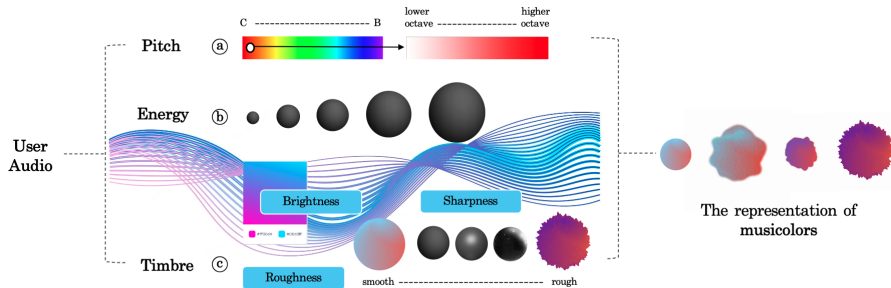 User
Audio
Pitch
a
C
B
lower
octave
higher
octave
Energy
b
Brightness
Sharpness
Timbre
c
Roughness
smooth
rough
The representation of
musicolors